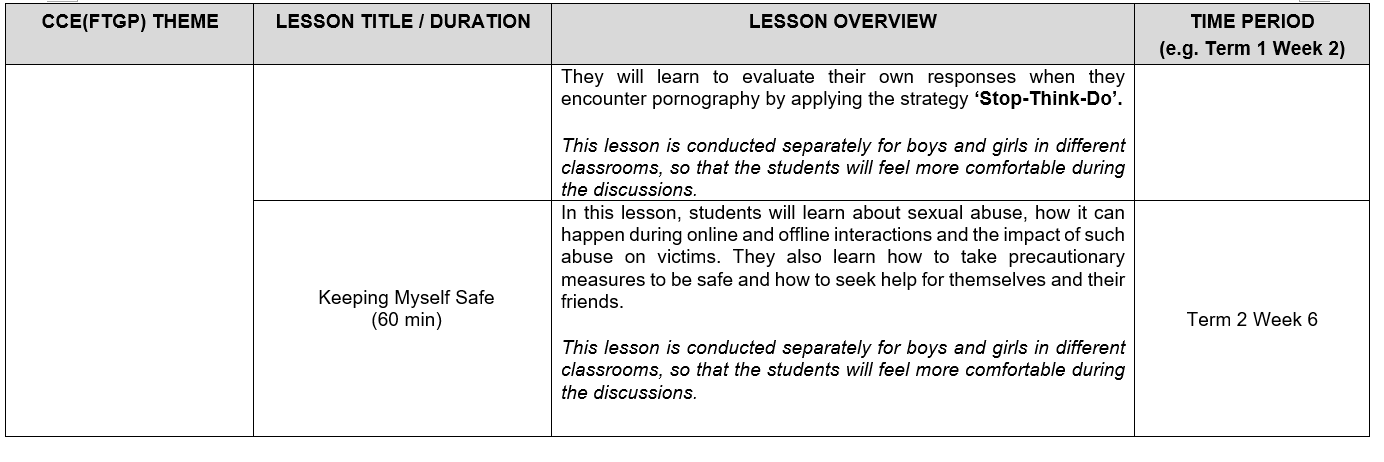 CCE(FTGP) THEME
LESSON TITLE / DURATION
LESSON OVERVIEW
TIME PERIOD
(e.g. Term 1 Week 2)
They will learn to evaluate their own responses when they
encounter pornography by applying the strategy ‘Stop-Think-Do’.
This lesson is conducted separately for boys and girls in different
classrooms, so that the students will feel more comfortable during
the discussions.
Keeping Myself Safe
(60 min)
In this lesson, students will learn about sexual abuse, how it can
happen during online and offline interactions and the impact of such
abuse on victims. They also learn how to take precautionary
measures to be safe and how to seek help for themselves and their
friends.
This lesson is conducted separately for boys and girls in different
classrooms, so that the students will feel more comfortable during
the discussions.
Term 2 Week 6